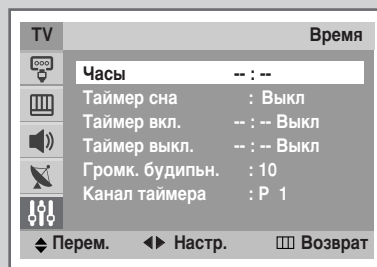 TV Время
Часы -- : --
Таймер сна : Выкл
Таймер вкл. -- : -- Выкл
Таймер выкл. -- : -- Выкл
Громк. будипьн. : 10
Канал таймера : P 1
Перем. Настр. Возврат